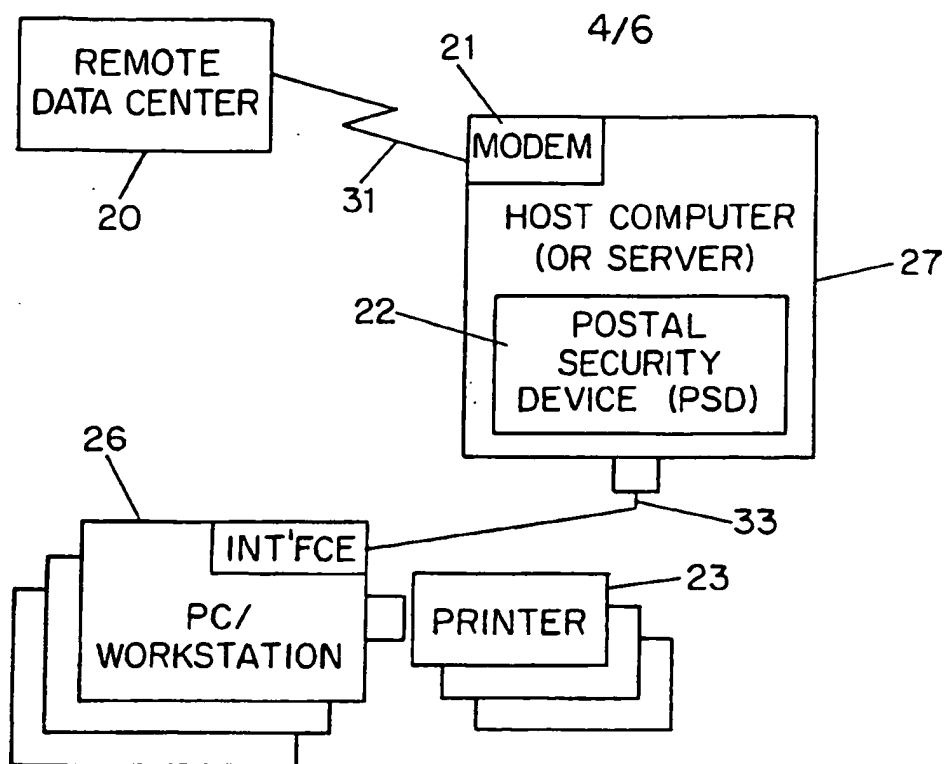 4/6
REMOTE
DATA CENTER
20
31
21
MODEM
HOST COMPUTER
(OR SERVER)
27
22
POSTAL
SECURITY
DEVICE (PSD)
33
26
INT'FCE
PC/
WORKSTATION
23
PRINTER